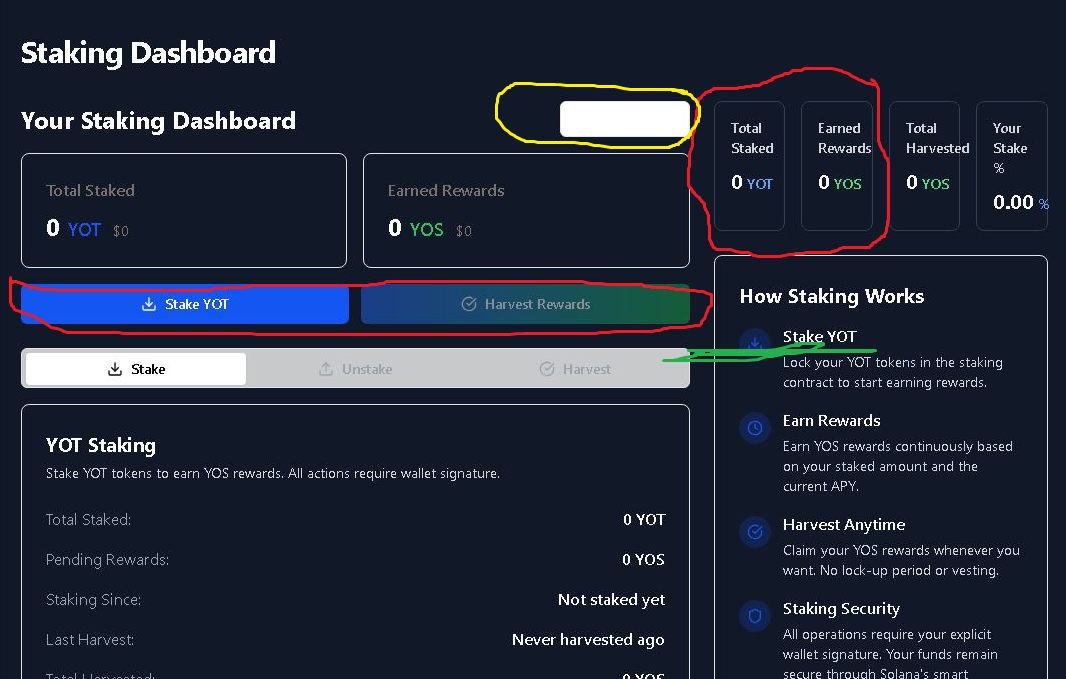 Staking Dashboard
Your Staking Dashboard
Total Staked
0 YOT $0
Earned Rewards
0 YOS $0
Stake YOT
Harvest Rewards
Stake
Unstake
Harvest
YOT Staking
Stake YOT tokens to earn YOS rewards. All actions require wallet signature.
Total Staked:
0 YOT
Pending Rewards:
0 YOS
Staking Since:
Not staked yet
Last Harvest:
Never harvested ago
Total Harvested:
0 YOS
Total
Staked
0 YOT
Earned
Rewards
0 YOS
Total
Harvested
0 YOS
Your
Stake
%
0.00 %
How Staking Works
Stake YOT
Lock your YOT tokens in the staking
contract to start earning rewards.
Earn Rewards
Earn YOS rewards continuously based
on your staked amount and the
current APY.
Harvest Anytime
Claim your YOS rewards whenever you
want. No lock-up period or vesting.
Staking Security
All operations require your explicit
wallet signature. Your funds remain
secure through Solana's smart